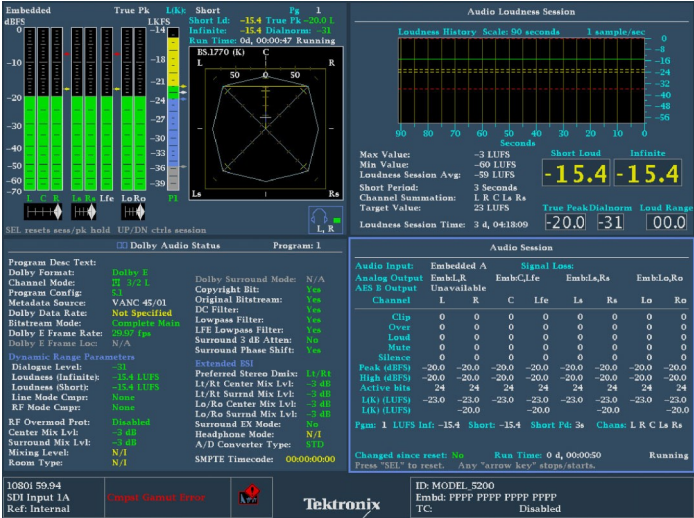 Embedded True Pk L(K): Short Pg 1
dBFS LKFS Short Ld: -15.4 True Pk -20.0 L
Infinite: -15.4 Dialnorm: -31
Run Time: 0d, 00:00:47 Running
BS.1770 (K) C
L R
50 0 50
Ls Rs
0
-10
-20
-30
-40
-50
-60
-70
-14
-18
-21
-24
-27
-30
-33
-36
-39
L C R Ls Rs Lfe Lo Ro PI
L, R
SEL resets sess/pk hold UP/DN ctrls session
Audio Loudness Session
Loudness History Scale: 90 seconds 1 sample/sec
-0
-8
-16
-24
-32
-40
-48
-56
90 80 70 60 50 40 30 20 10 0
Seconds
Max Value: -3 LUFS
Min Value: -60 LUFS
Loudness Session Avg: -59 LUFS
Short Period: 3 Seconds
Channel Summation: L R C Ls Rs
Target Value: 23 LUFS
Loudness Session Time: 3 d, 04:18:09
Short Loud Infinite
-15.4 -15.4
True Peak Dialnorm Loud Range
-20.0 -31 00.0
Dolby Audio Status Program: 1
Program Desc Text:
Dolby Format: Dolby E
Channel Mode: 3/2 L
Program Config: 5.1
Metadata Source: VANC 45/01
Dolby Data Rate: Not Specified
Bitstream Mode: Complete Main
Dolby E Frame Rate: 29.97 fps
Dolby E Frame Loc: N/A
Dynamic Range Parameters
Dialogue Level: -31
Loudness (Infinite): -15.4 LUFS
Loudness (Short): -15.4 LUFS
Line Mode Cmpr: None
RF Mode Cmpr: None
RF Overmod Prot: Disabled
Center Mix Lvl: -3 dB
Surround Mix Lvl: -3 dB
Mixing Level: N/I
Room Type: N/I
Dolby Surround Mode: N/A
Copyright Bit: Yes
Original Bitstream: Yes
DC Filter: Yes
Lowpass Filter: Yes
LFE Lowpass Filter: Yes
Surround 3 dB Atten: No
Surround Phase Shift: Yes
Extended BSI
Preferred Stereo Dmix: Lt/Rt
Lt/Rt Center Mix Lvl: -3 dB
Lt/Rt Surrnd Mix Lvl: -3 dB
Lo/Ro Center Mix Lvl: -3 dB
Lo/Ro Surrnd Mix Lvl: -3 dB
Surround EX Mode: No
Headphone Mode: N/I
A/D Converter Type: STD
SMPTE Timecode: 00:00:00:00
Audio Session
Audio Input: Embedded A Signal Loss:
Analog Output Emb:L,R Emb:C,Lfe Emb:Ls,Rs Emb:Lo,Ro
AES B Output Unavailable
Channel L R C Lfe Ls Rs Lo Ro
Clip 0 0 0 0 0 0 0 0
Over 0 0 0 0 0 0 0 0
Loud 0 0 0 0 0 0 0 0
Mute 0 0 0 0 0 0 0 0
Silence 0 0 0 0 0 0 0 0
Peak (dBFS) -20.0 -20.0 -20.0 -20.0 -20.0 -20.0 -20.0 -20.0
High (dBFS) -20.0 -20.0 -20.0 -20.0 -20.0 -20.0 -20.0 -20.0
Active bits 24 24 24 24 24 24 24 24
L(K) (LUFS) -23.0 -23.0 -23.0 -23.0 -23.0 -23.0 -23.0
L(K) (LUFS) -20.0 -20.0 -20.0
Pgm: 1 LUFS Inf: -15.4 Short: -15.4 Short Pd: 3s Chans: L R C Ls Rs
Changed since reset: No Run Time: 0 d, 00:00:50 Running
Press "SEL" to reset. Any "arrow key" stops/starts.
1080i 59.94
SDI Input 1A
Ref: Internal
Cmpst Gamut Error
Tektronix
ID: MODEL_5200
Embd: PPPP PPPP PPPP PPPP
TC: Disabled